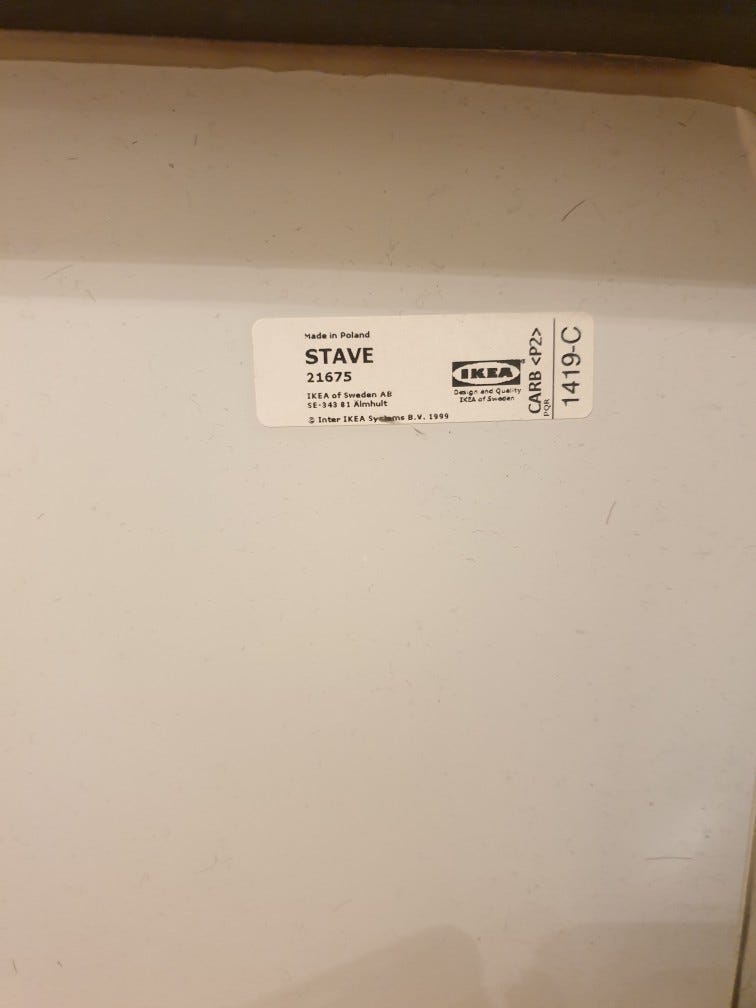 Made in Poland
STAVE
21675
IKEA of Sweden AB
SE-343 81 Älmhult
© Inter IKEA Systems B.V. 1999
IKEA®
Design and Quality
IKEA of Sweden
CARB <P2>
PQR
1419-C